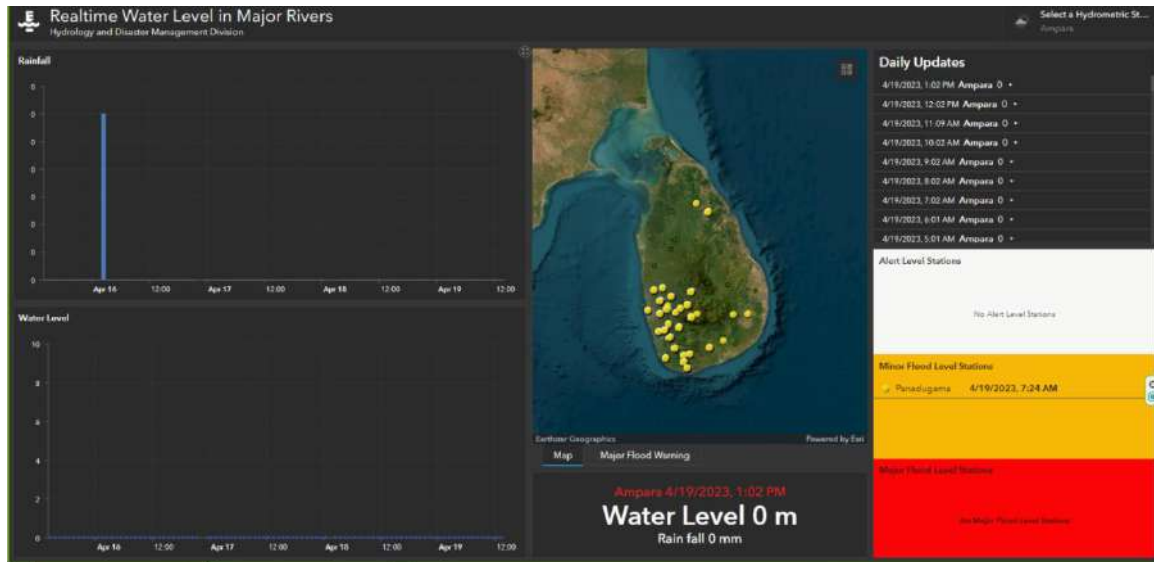 Realtime Water Level in Major Rivers
Hydrology and Disaster Management Division
Select a Hydrometric St...
Ampara
Rainfall
0
0
0
0
0
0
0
0
Apr 16 12:00 Apr 17 12:00 Apr 18 12:00 Apr 19 12:00
Water Level
10
8
6
4
2
0
Apr 16 12:00 Apr 17 12:00 Apr 18 12:00 Apr 19 12:00
Earthstar Geographics Powered by Esri
Map Major Flood Warning
Ampara 4/19/2023, 1:02 PM
Water Level 0 m
Rain fall 0 mm
Daily Updates
4/19/2023, 1:02 PM Ampara 0
4/19/2023, 12:02 PM Ampara 0
4/19/2023, 11:09 AM Ampara 0
4/19/2023, 10:02 AM Ampara 0
4/19/2023, 9:02 AM Ampara 0
4/19/2023, 8:02 AM Ampara 0
4/19/2023, 7:02 AM Ampara 0
4/19/2023, 6:01 AM Ampara 0
4/19/2023, 5:01 AM Ampara 0
Alert Level Stations
No Alert Level Stations
Minor Flood Level Stations
Panadugama 4/19/2023, 7:24 AM
Major Flood Level Stations
No Major Flood Level Stations